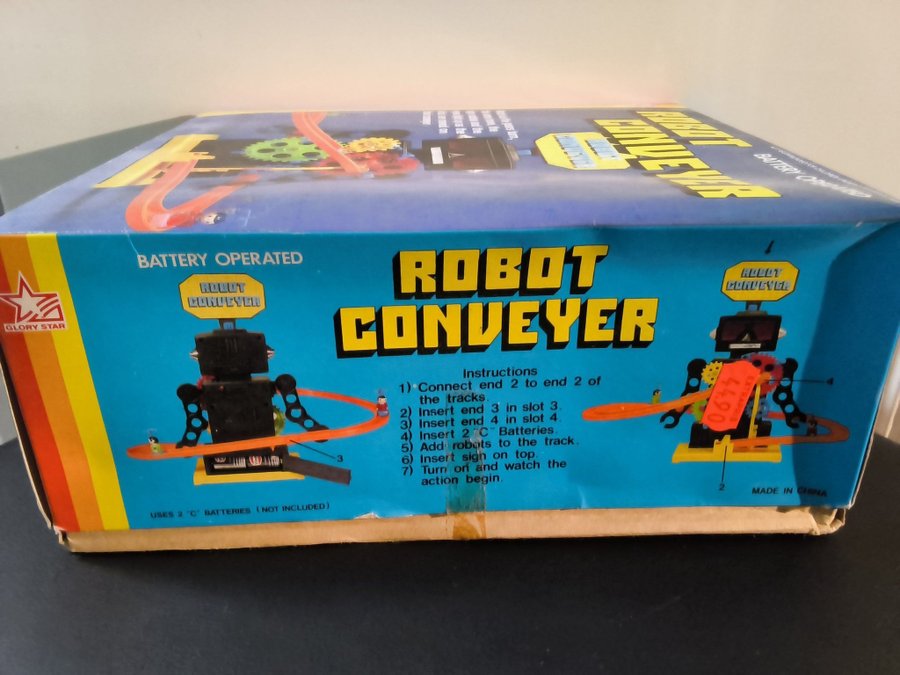 ROBOT
CONVEYER
BATTERY OPERATED
BATTERY OPERATED
ROBOT
CONVEYER
ROBOT
CONVEYER
ROBOT
CONVEYER
GLORY STAR
Instructions
1) Connect end 2 to end 2 of
the tracks.
2) Insert end 3 in slot 3.
3) Insert end 4 in slot 4.
4) Insert 2 "C" Batteries.
5) Add robots to the track.
6) Insert sign on top.
7) Turn on and watch the
action begin.
3
4
2
USES 2 "C" BATTERIES (NOT INCLUDED)
MADE IN CHINA